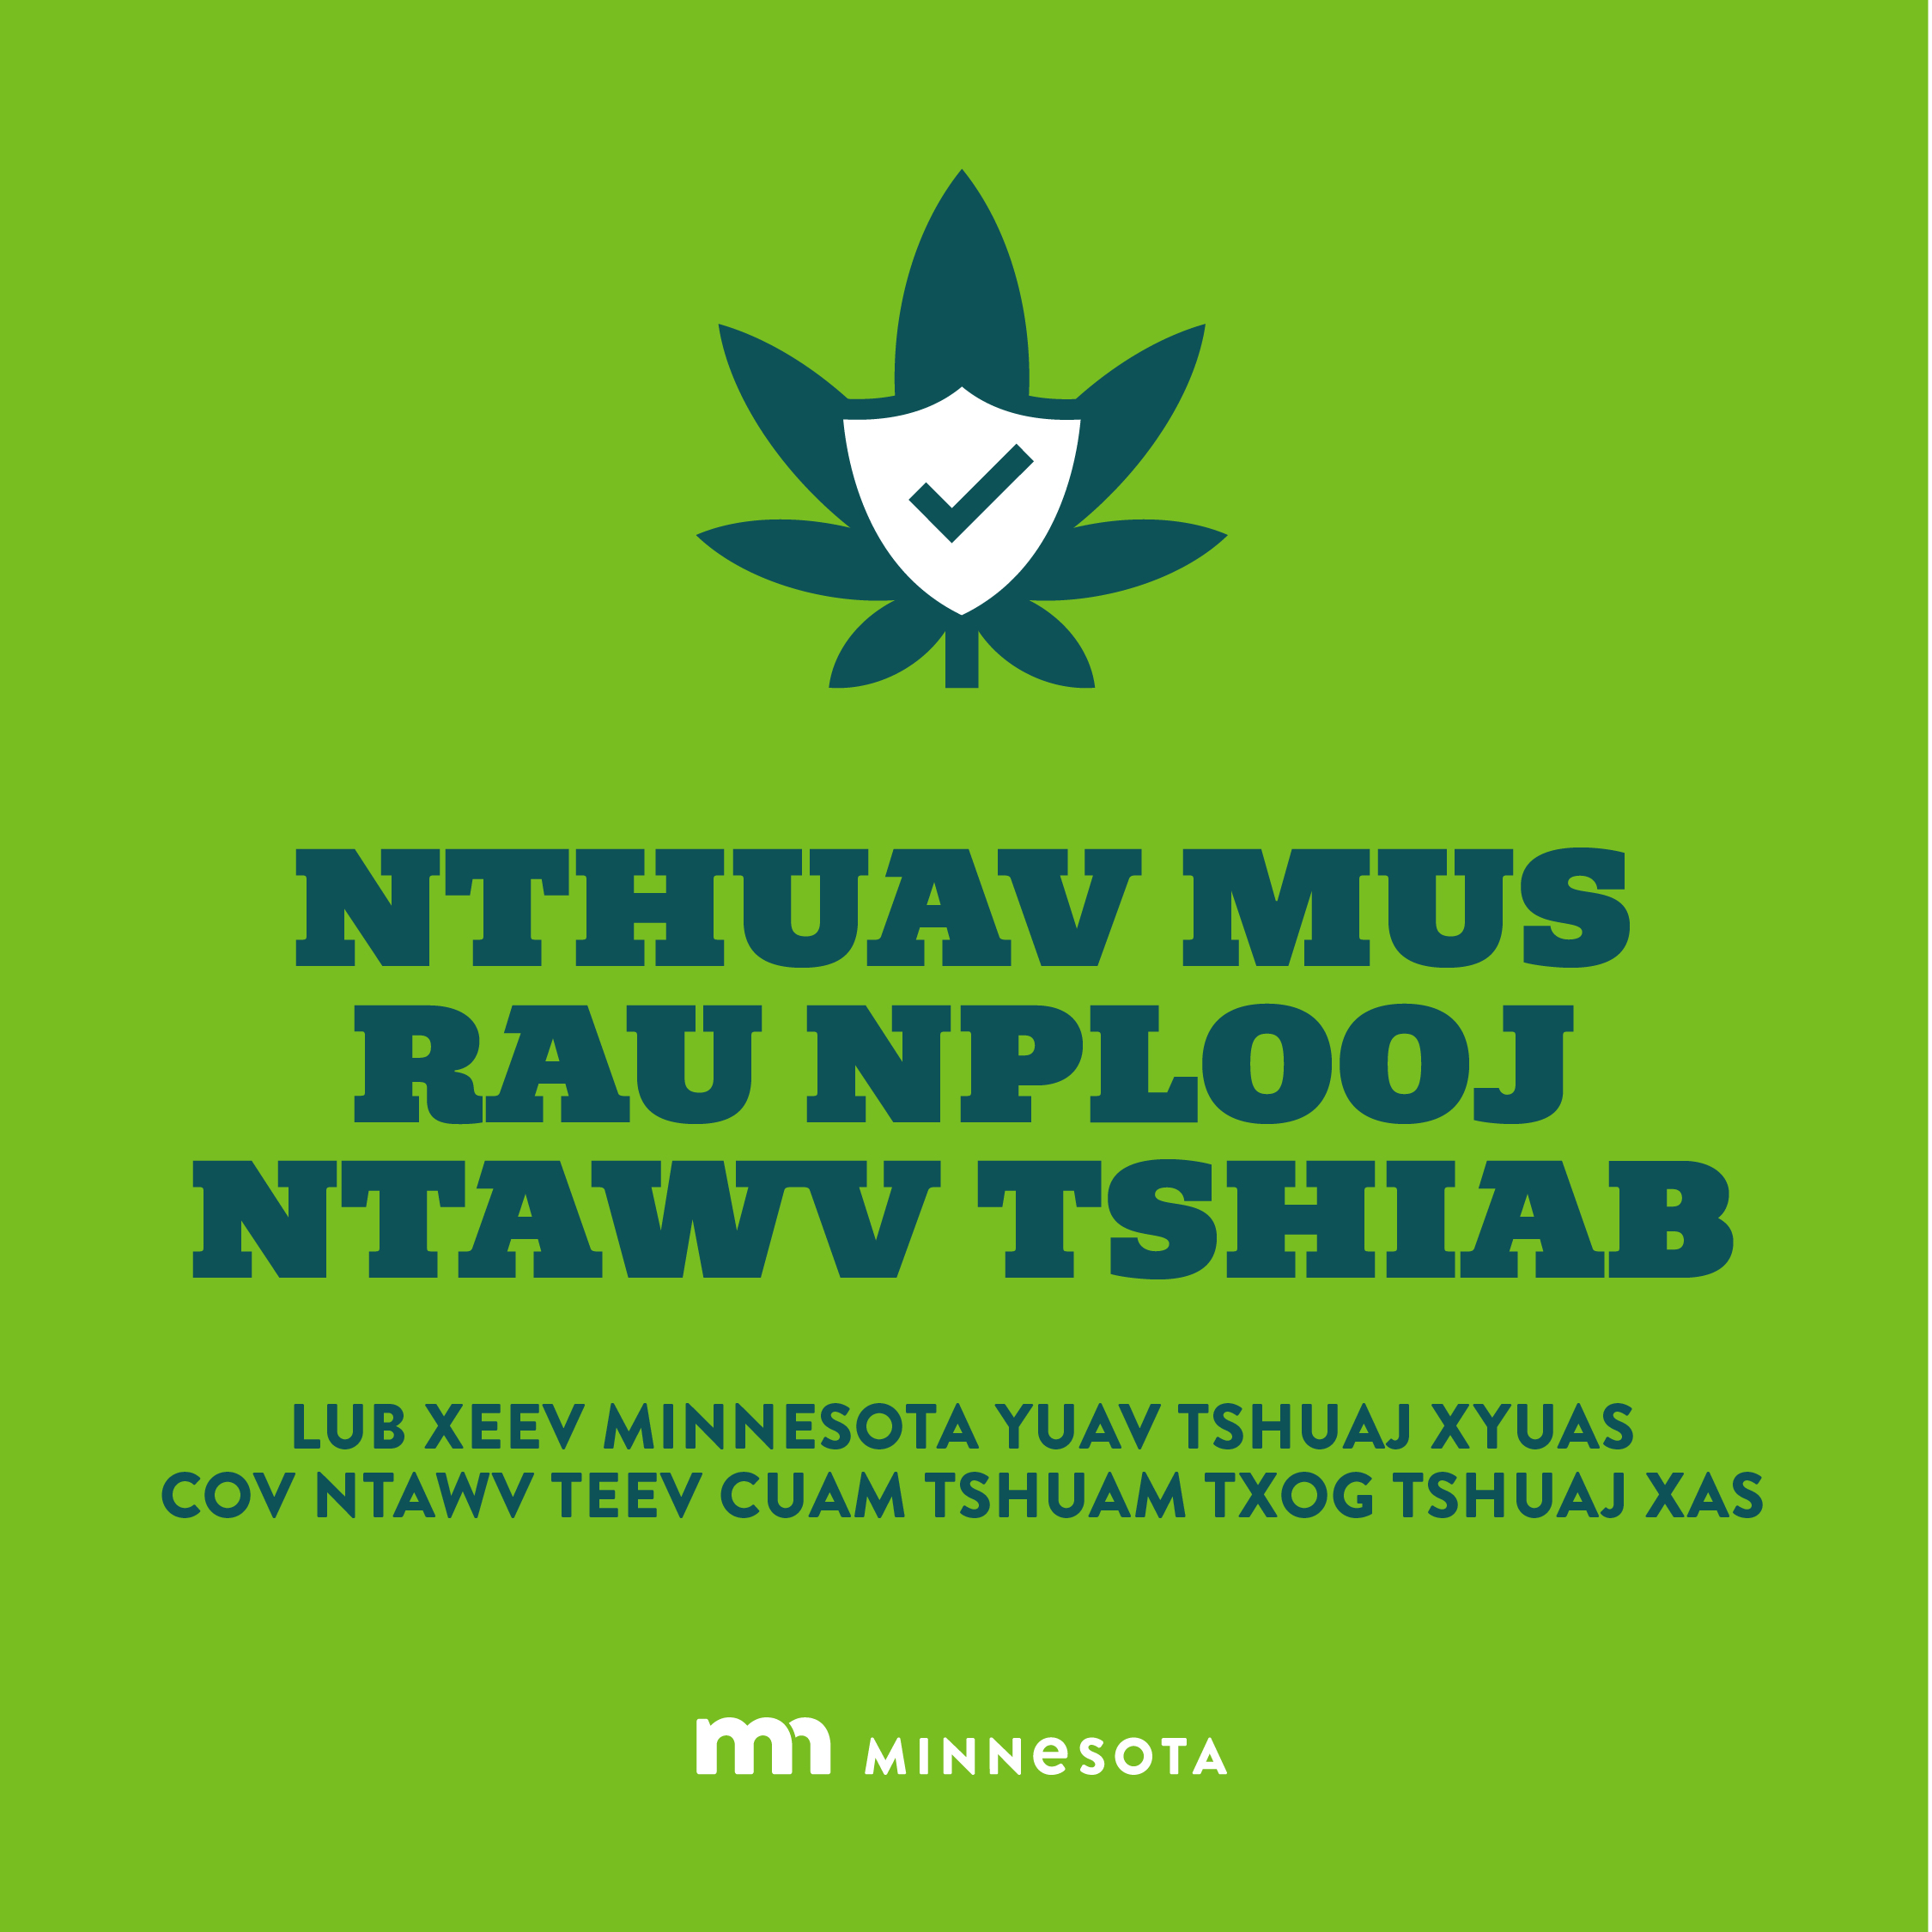 NTHUAV MUS
RAU NPLOOJ
NTAWV TSHIAB
LUB XEEV MINNESOTA YUAV TSHUAJ XYUAS
COV NTAWV TEEV CUAM TSHUAM TXOG TSHUAJ XAS
mn MINNeSOTA